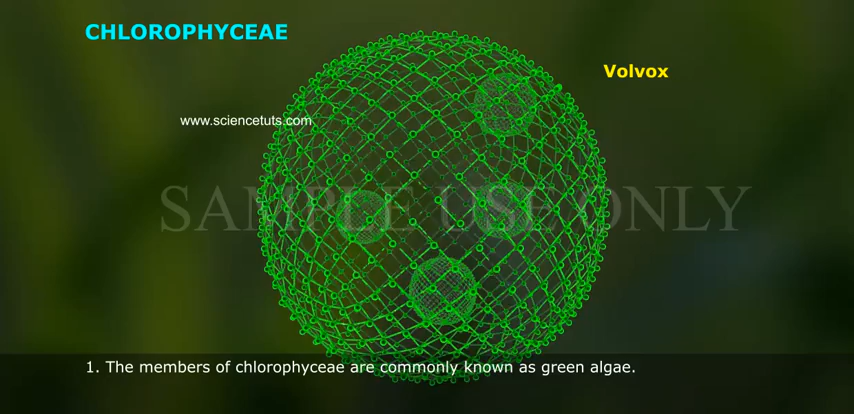 CHLOROPHYCEAE
Volvox
www.sciencetuts.com
SAMPLE USE ONLY
1. The members of chlorophyceae are commonly known as green algae.